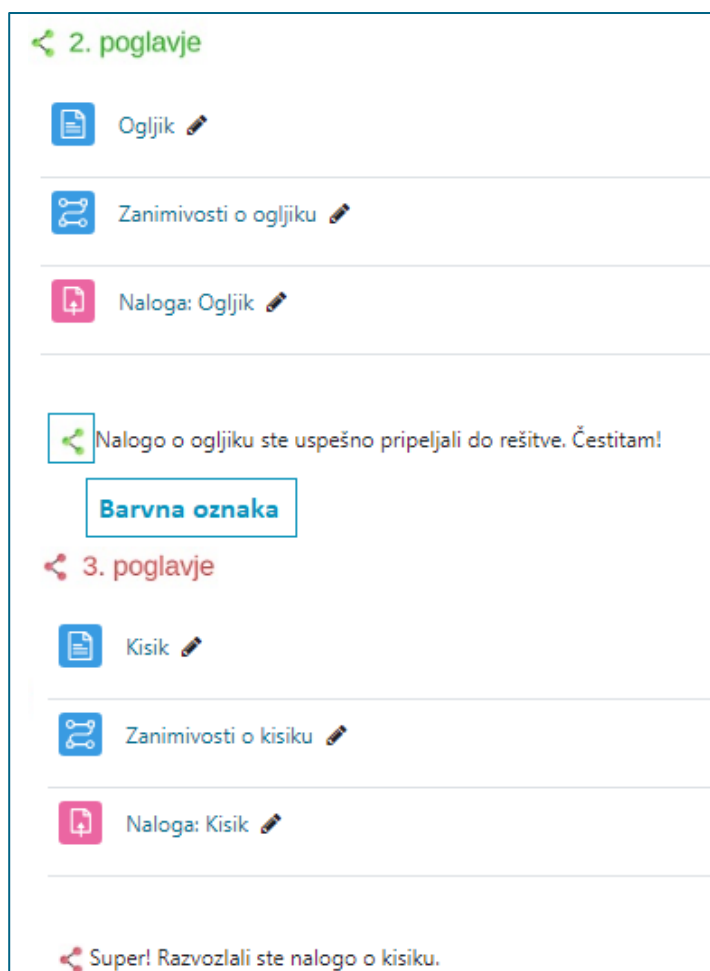 2. poglavje
Ogljik
Zanimivosti o ogljiku
Naloga: Ogljik
Nalogo o ogljiku ste uspešno pripeljali do rešitve. Čestitam!
Barvna oznaka
3. poglavje
Kisik
Zanimivosti o kisiku
Naloga: Kisik
Super! Razvozlali ste nalogo o kisiku.